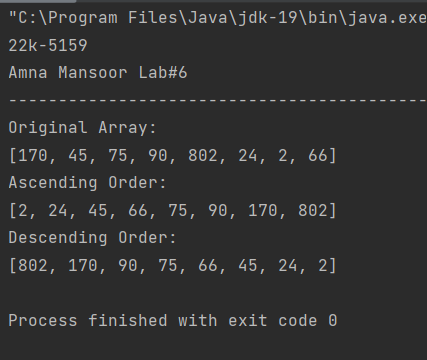 "C:\Program Files\Java\jdk-19\bin\java.exe
22k-5159
Amna Mansoor Lab#6
----------------------------------------
Original Array:
[170, 45, 75, 90, 802, 24, 2, 66]
Ascending Order:
[2, 24, 45, 66, 75, 90, 170, 802]
Descending Order:
[802, 170, 90, 75, 66, 45, 24, 2]
Process finished with exit code 0